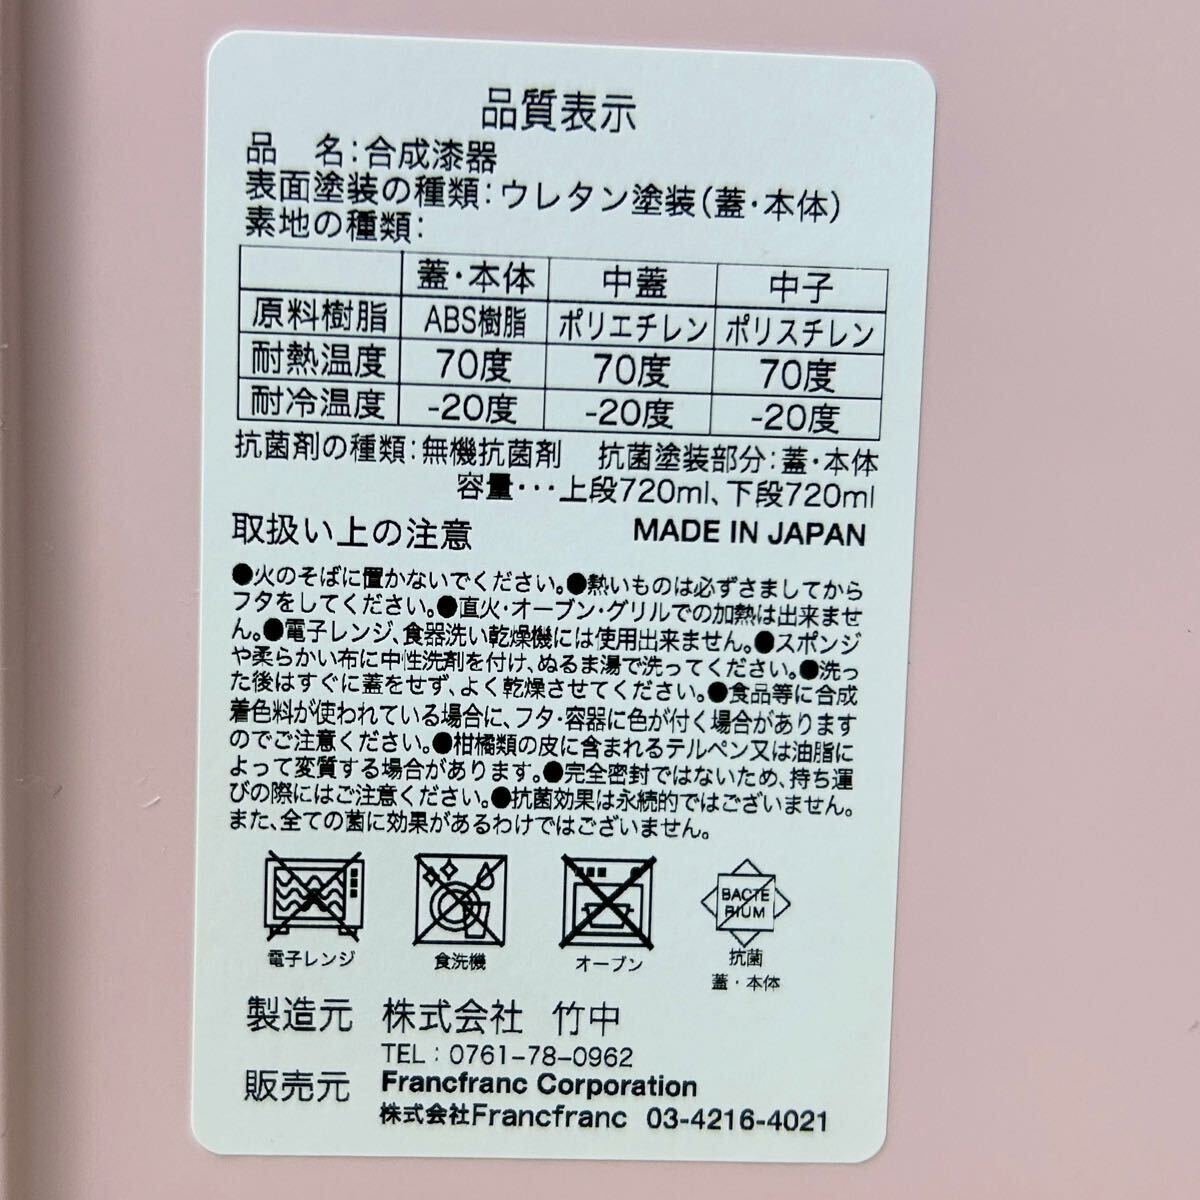 品質表示
品　名：合成漆器
表面塗装の種類：ウレタン塗装（蓋・本体）
素地の種類：
蓋・本体 中蓋 中子
原料樹脂 ABS樹脂 ポリエチレン ポリスチレン
耐熱温度 70度 70度 70度
耐冷温度 -20度 -20度 -20度
抗菌剤の種類：無機抗菌剤　抗菌塗装部分：蓋・本体
容量・・・上段720ml、下段720ml
取扱い上の注意 MADE IN JAPAN
●火のそばに置かないでください。●熱いものは必ずさましてから
フタをしてください。●直火・オーブン・グリルでの加熱は出来ませ
ん。●電子レンジ、食器洗い乾燥機には使用出来ません。●スポンジ
や柔らかい布に中性洗剤を付け、ぬるま湯で洗ってください。●洗っ
た後はすぐに蓋をせず、よく乾燥させてください。●食品等に合成
着色料が使われている場合に、フタ・容器に色が付く場合があります
のでご注意ください。●柑橘類の皮に含まれるテルペン又は油脂に
よって変質する場合があります。●完全密封ではないため、持ち運
びの際にはご注意ください。●抗菌効果は永続的ではございません。
また、全ての菌に効果があるわけではございません。
BACTE
RIUM
電子レンジ 食洗機 オーブン 抗菌
蓋・本体
製造元 株式会社　竹中
TEL：0761-78-0962
販売元 Francfranc Corporation
株式会社Francfranc 03-4216-4021